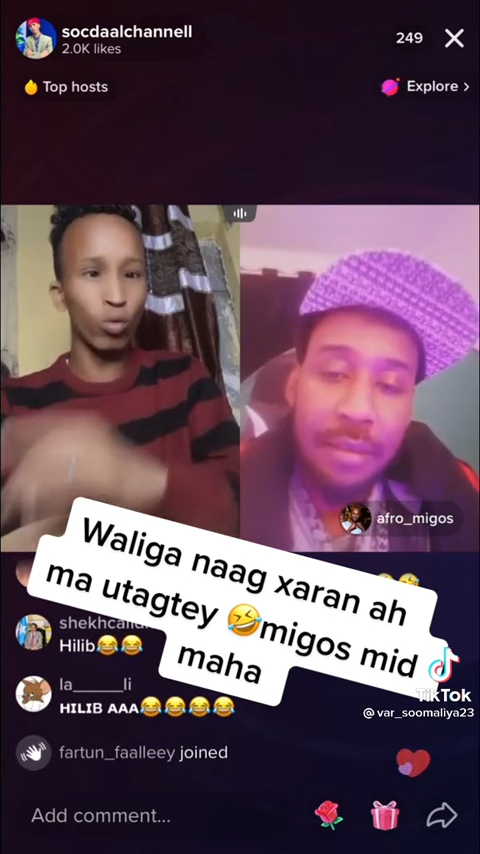 socdaalchannell
2.0K likes
249
Top hosts
Explore >
afro_migos
Waliga naag xaran ah
ma utagtey 🤣migos mid
maha
Hilib😂😂
la_____li
HILIB AAA😂😂😂😂
TikTok
@var_soomaliya23
fartun_faalleey joined
Add comment...